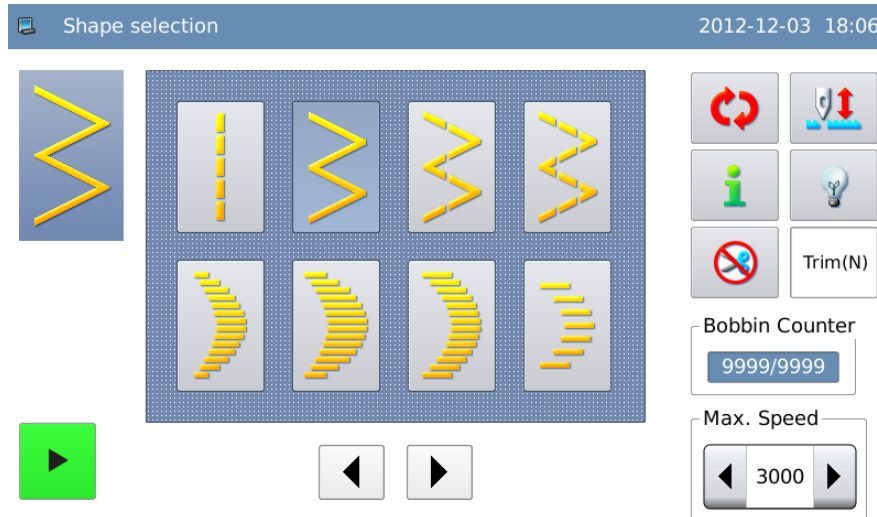 Shape selection
2012-12-03 18:06
Trim(N)
Bobbin Counter
9999/9999
Max. Speed
3000